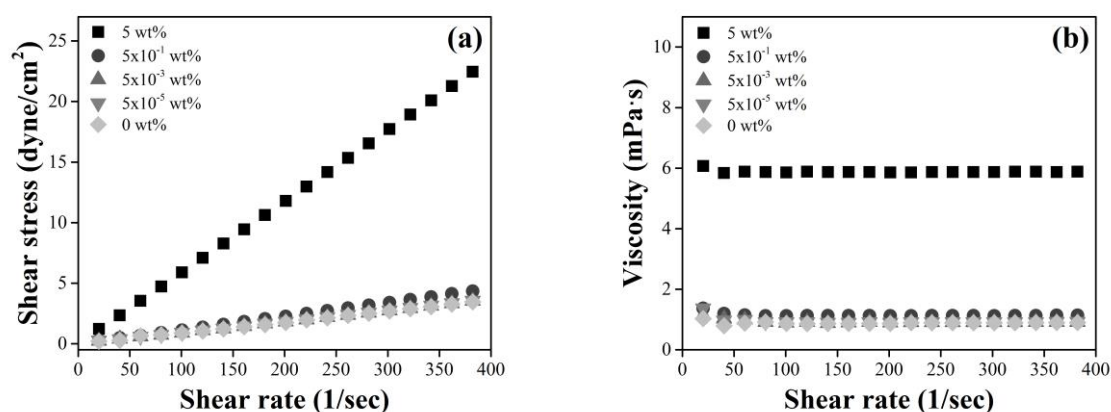 (a)
5 wt%
5x10⁻¹ wt%
5x10⁻³ wt%
5x10⁻⁵ wt%
0 wt%
Shear stress (dyne/cm²)
25
20
15
10
5
0
0 50 100 150 200 250 300 350 400
Shear rate (1/sec)
(b)
5 wt%
5x10⁻¹ wt%
5x10⁻³ wt%
5x10⁻⁵ wt%
0 wt%
Viscosity (mPa·s)
10
8
6
4
2
0
0 50 100 150 200 250 300 350 400
Shear rate (1/sec)